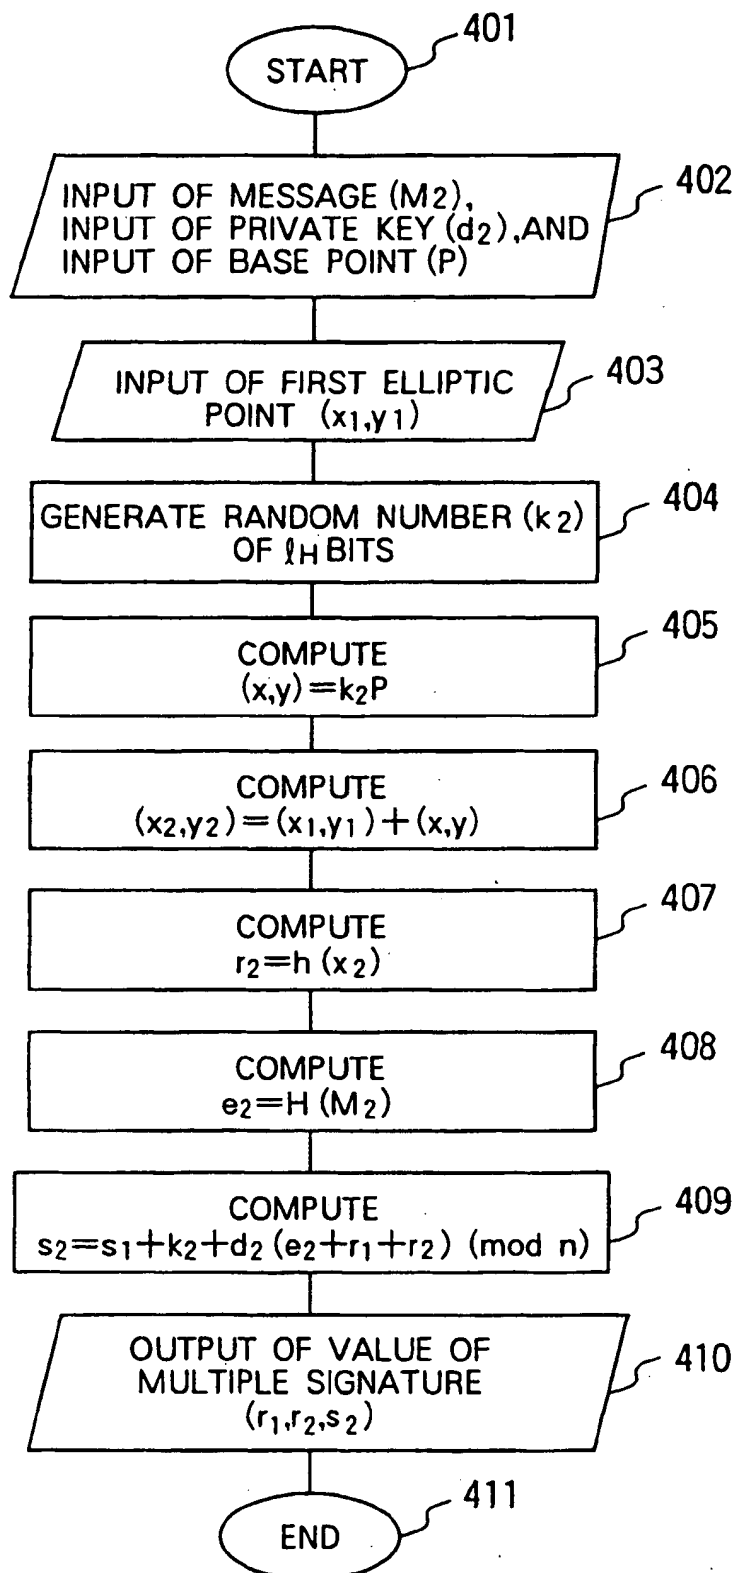 401
START
402
INPUT OF MESSAGE (M2),
INPUT OF PRIVATE KEY (d2), AND
INPUT OF BASE POINT (P)
403
INPUT OF FIRST ELLIPTIC
POINT (x1,y1)
404
GENERATE RANDOM NUMBER (k2)
OF ℓH BITS
405
COMPUTE
(x,y)=k2P
406
COMPUTE
(x2,y2)=(x1,y1)+(x,y)
407
COMPUTE
r2=h(x2)
408
COMPUTE
e2=H(M2)
409
COMPUTE
s2=s1+k2+d2(e2+r1+r2) (mod n)
410
OUTPUT OF VALUE OF
MULTIPLE SIGNATURE
(r1,r2,s2)
411
END